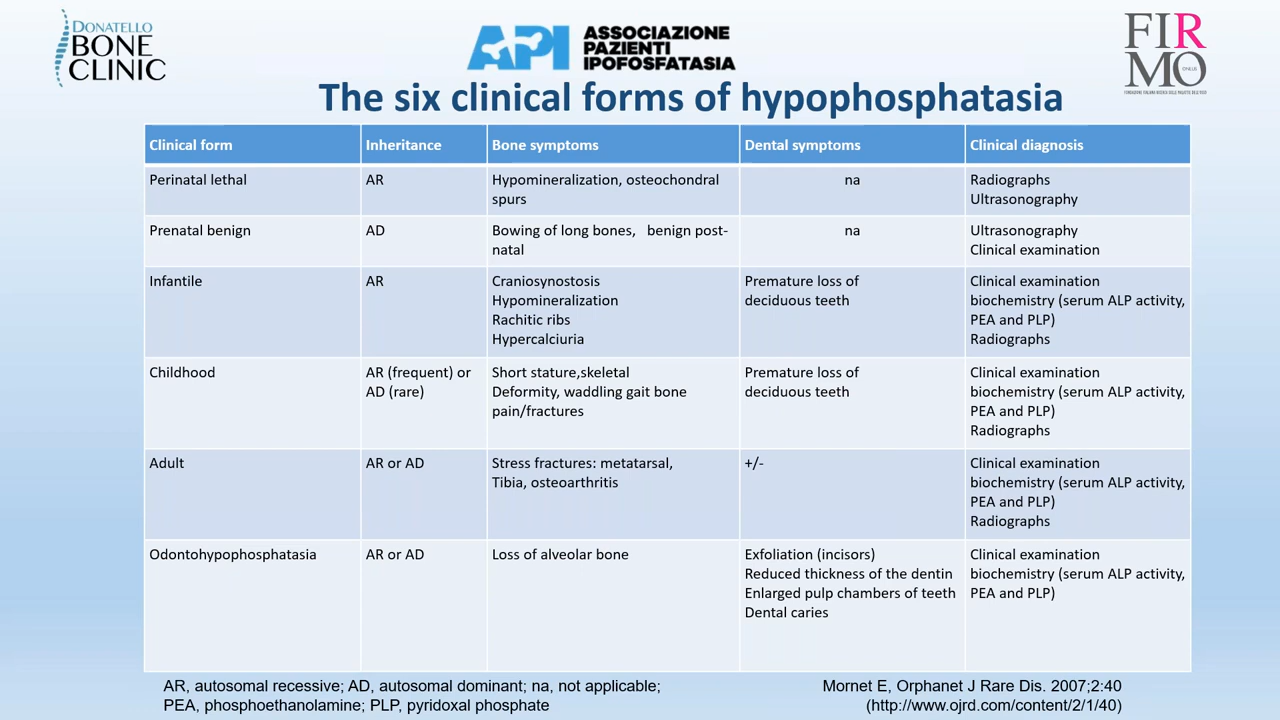 DONATELLO
BONE
CLINIC
API
ASSOCIAZIONE
PAZIENTI
IPOFOSFATASIA
FIR
MO
The six clinical forms of hypophosphatasia
Clinical form Inheritance Bone symptoms Dental symptoms Clinical diagnosis
Perinatal lethal AR Hypomineralization, osteochondral na Radiographs
spurs Ultrasonography
Prenatal benign AD Bowing of long bones, benign post- na Ultrasonography
natal Clinical examination
Infantile AR Craniosynostosis Premature loss of Clinical examination
Hypomineralization deciduous teeth biochemistry (serum ALP activity,
Rachitic ribs PEA and PLP)
Hypercalciuria Radiographs
Childhood AR (frequent) or Short stature,skeletal Premature loss of Clinical examination
AD (rare) Deformity, waddling gait bone deciduous teeth biochemistry (serum ALP activity,
pain/fractures PEA and PLP)
Radiographs
Adult AR or AD Stress fractures: metatarsal, +/- Clinical examination
Tibia, osteoarthritis biochemistry (serum ALP activity,
PEA and PLP)
Radiographs
Odontohypophosphatasia AR or AD Loss of alveolar bone Exfoliation (incisors) Clinical examination
Reduced thickness of the dentin biochemistry (serum ALP activity,
Enlarged pulp chambers of teeth PEA and PLP)
Dental caries
AR, autosomal recessive; AD, autosomal dominant; na, not applicable;
PEA, phosphoethanolamine; PLP, pyridoxal phosphate
Mornet E, Orphanet J Rare Dis. 2007;2:40
(http://www.ojrd.com/content/2/1/40)